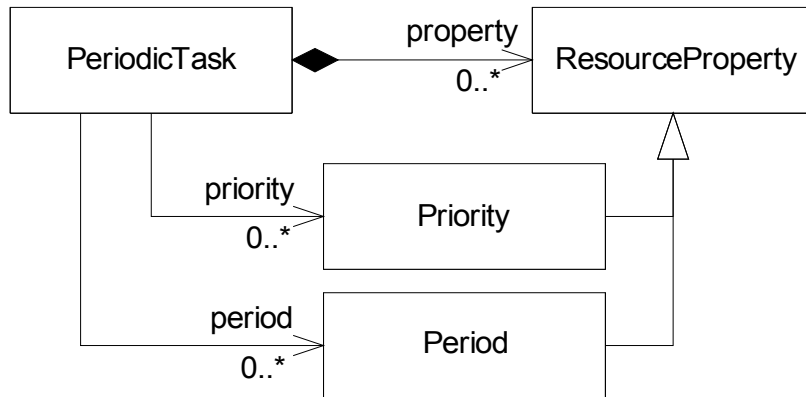 PeriodicTask
property
0..*
ResourceProperty
priority
0..*
Priority
period
0..*
Period